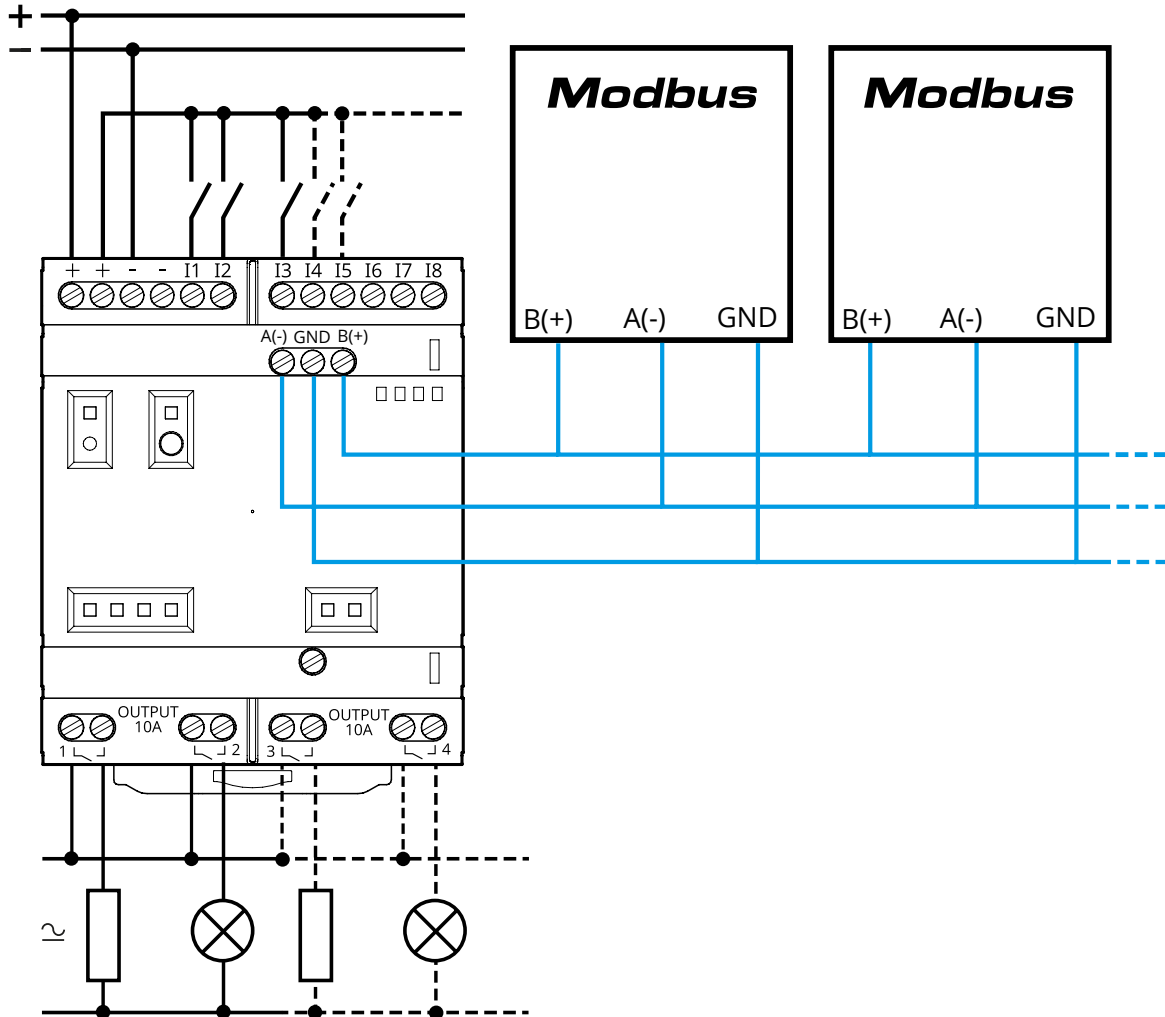 +
−
Modbus Modbus
+ + - - I1 I2 I3 I4 I5 I6 I7 I8
B(+) A(-) GND B(+) A(-) GND
A(-) GND B(+)
OUTPUT
10A
OUTPUT
10A
1 2 3 4